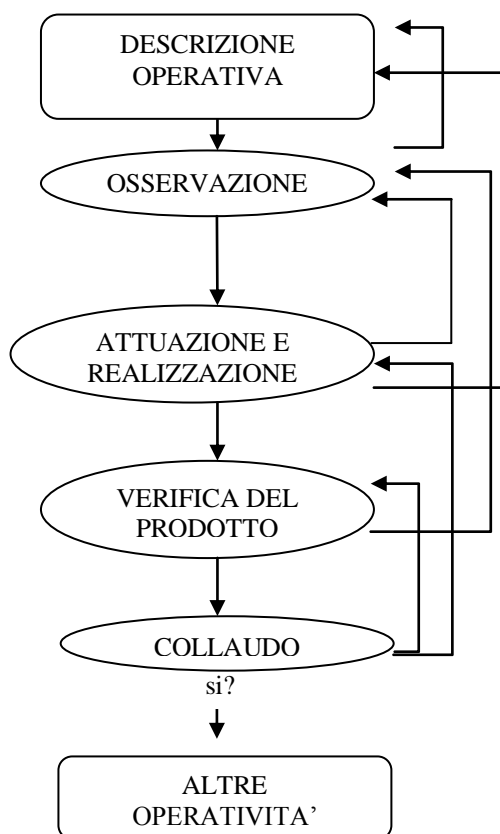 DESCRIZIONE
OPERATIVA
OSSERVAZIONE
ATTUAZIONE E
REALIZZAZIONE
VERIFICA DEL
PRODOTTO
COLLAUDO
si?
ALTRE
OPERATIVITA’